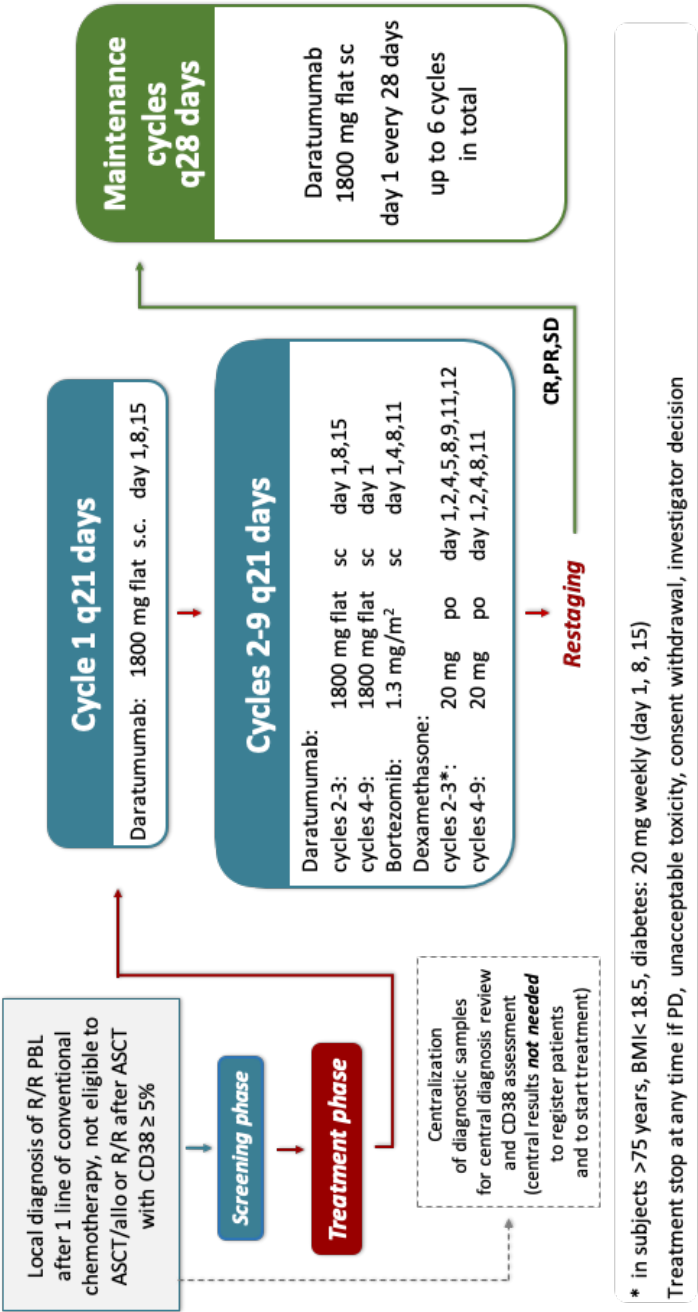 Local diagnosis of R/R PBL
after 1 line of conventional
chemotherapy, not eligible to
ASCT/allo or R/R after ASCT
with CD38 ≥ 5%
Screening phase
Treatment phase
Centralization
of diagnostic samples
for central diagnosis review
and CD38 assessment
(central results not needed
to register patients
and to start treatment)
Cycle 1 q21 days
Daratumumab: 1800 mg flat s.c. day 1,8,15
Cycles 2-9 q21 days
Daratumumab:
cycles 2-3: 1800 mg flat sc day 1,8,15
cycles 4-9: 1800 mg flat sc day 1
Bortezomib: 1.3 mg/m² sc day 1,4,8,11
Dexamethasone:
cycles 2-3*: 20 mg po day 1,2,4,5,8,9,11,12
cycles 4-9: 20 mg po day 1,2,4,8,11
Restaging
CR,PR,SD
Maintenance
cycles
q28 days
Daratumumab
1800 mg flat sc
day 1 every 28 days
up to 6 cycles
in total
* in subjects >75 years, BMI< 18.5, diabetes: 20 mg weekly (day 1, 8, 15)
Treatment stop at any time if PD, unacceptable toxicity, consent withdrawal, investigator decision